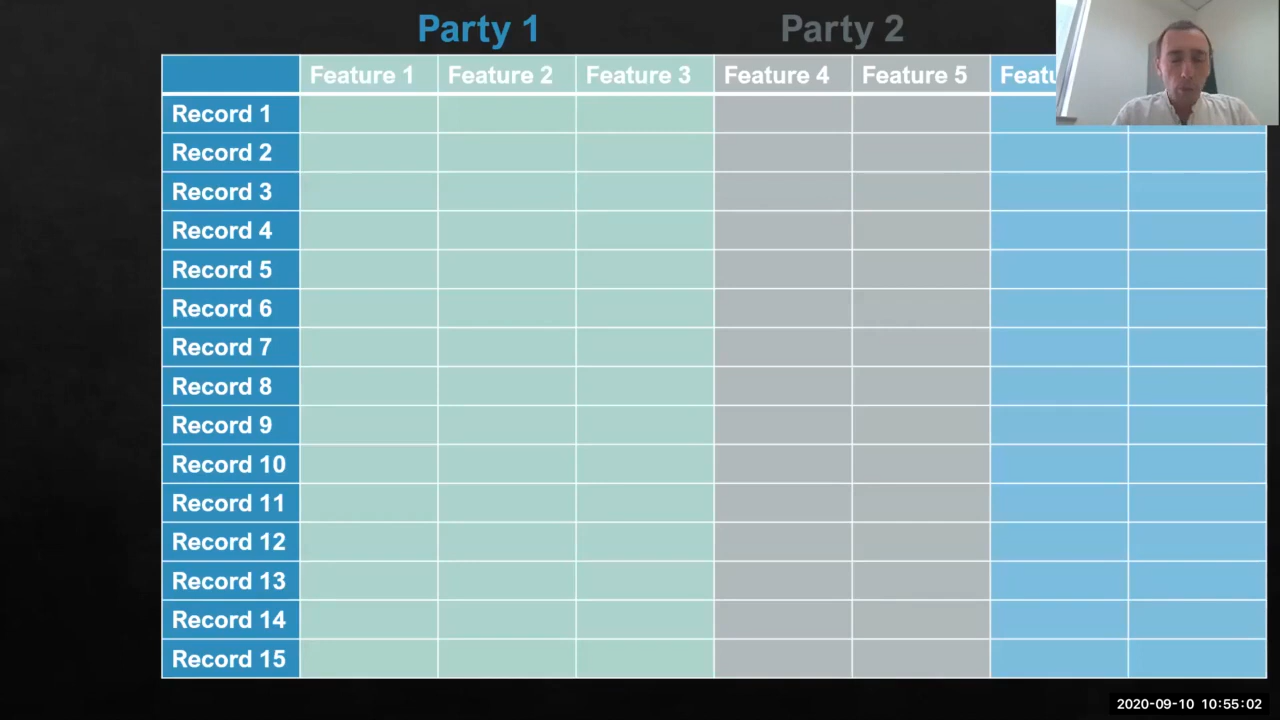 Party 1 Party 2
Feature 1 Feature 2 Feature 3 Feature 4 Feature 5
Record 1
Record 2
Record 3
Record 4
Record 5
Record 6
Record 7
Record 8
Record 9
Record 10
Record 11
Record 12
Record 13
Record 14
Record 15
2020-09-10 10:55:02